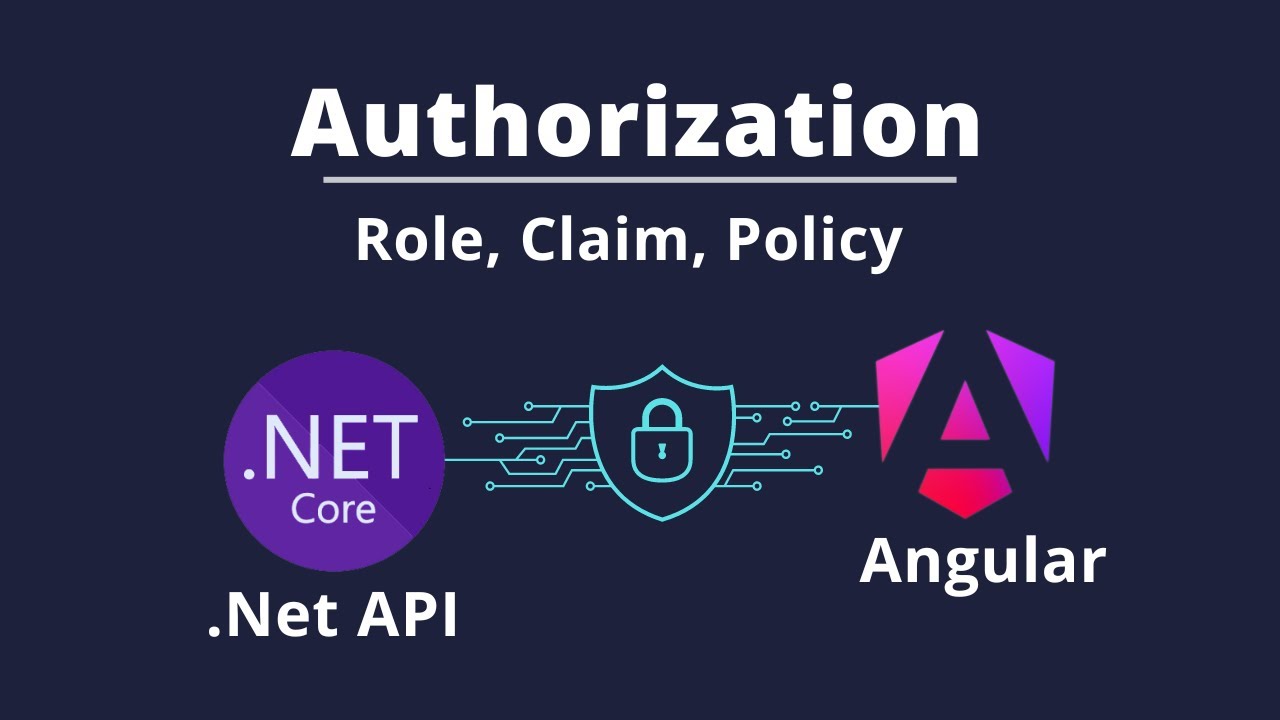 Authorization
Role, Claim, Policy
.NET
Core
.Net API
Angular